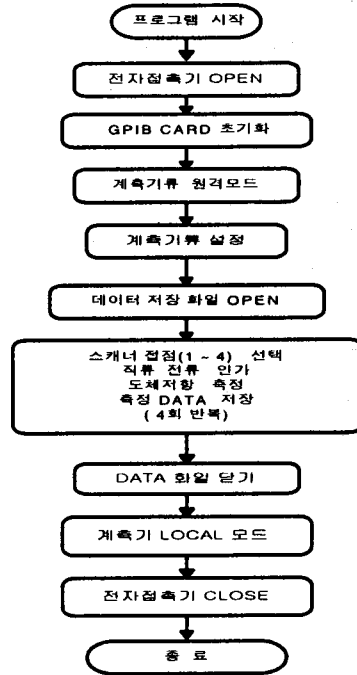 프로그램 시작
전자접촉기 OPEN
GPIB CARD 초기화
계측기류 원격모드
계측기류 설정
데이터 저장 화일 OPEN
스캐너 접점(1 ~ 4) 선택
직류 전류 인가
도체저항 측정
측정 DATA 저장
( 4회 반복)
DATA 화일 닫기
계측기 LOCAL 모드
전자접촉기 CLOSE
종 료